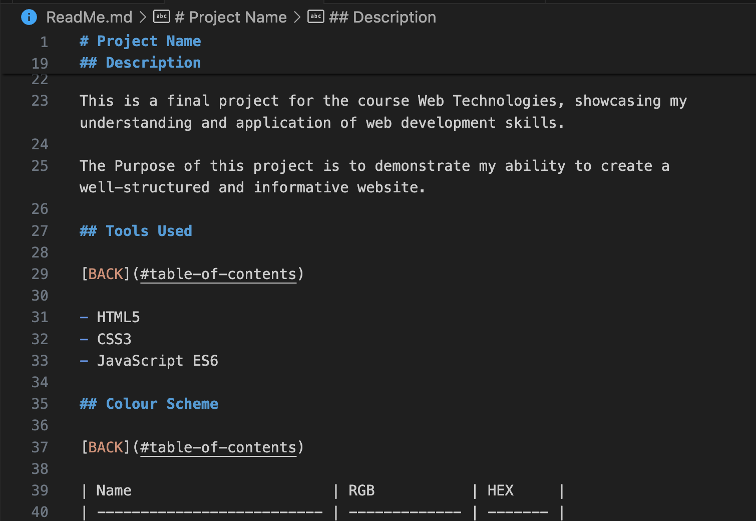 ReadMe.md > # Project Name > ## Description
1 # Project Name
19 ## Description
22
23 This is a final project for the course Web Technologies, showcasing my
understanding and application of web development skills.
24
25 The Purpose of this project is to demonstrate my ability to create a
well-structured and informative website.
26
27 ## Tools Used
28
29 [BACK](#table-of-contents)
30
31 - HTML5
32 - CSS3
33 - JavaScript ES6
34
35 ## Colour Scheme
36
37 [BACK](#table-of-contents)
38
39 | Name | RGB | HEX |
40 | -------------------------- | ------------- | ------- |